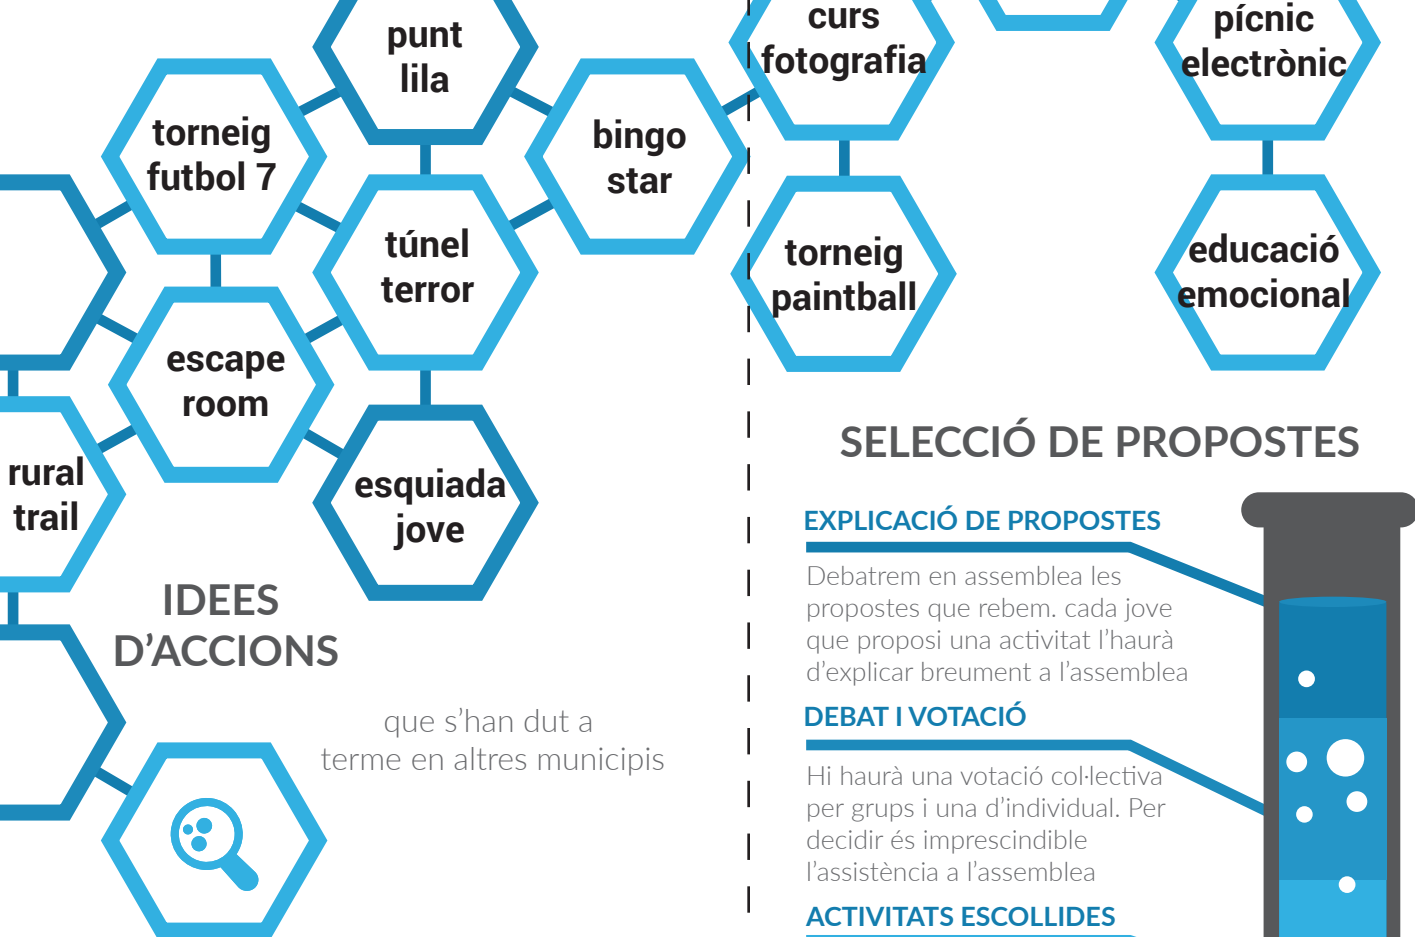 punt
lila
curs
fotografia
pícnic
electrònic
torneig
futbol 7
bingo
star
túnel
terror
torneig
paintball
educació
emocional
escape
room
rural
trail
esquiada
jove
IDEES
D’ACCIONS
que s’han dut a
terme en altres municipis
SELECCIÓ DE PROPOSTES
EXPLICACIÓ DE PROPOSTES
Debatrem en assemblea les
propostes que rebem. cada jove
que proposi una activitat l’haurà
d’explicar breument a l’assemblea
DEBAT I VOTACIÓ
Hi haurà una votació col·lectiva
per grups i una d’individual. Per
decidir és imprescindible
l’assistència a l’assemblea
ACTIVITATS ESCOLLIDES